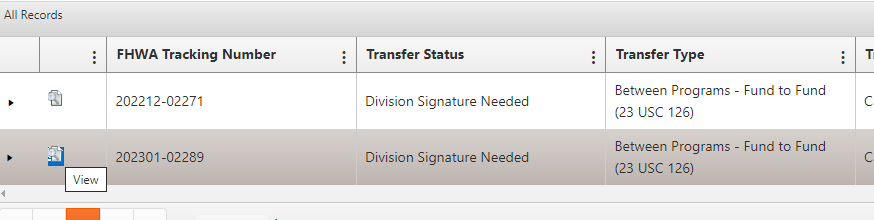 All Records
FHWA Tracking Number Transfer Status Transfer Type
202212-02271 Division Signature Needed Between Programs - Fund to Fund
(23 USC 126)
202301-02289 Division Signature Needed Between Programs - Fund to Fund
(23 USC 126)
View